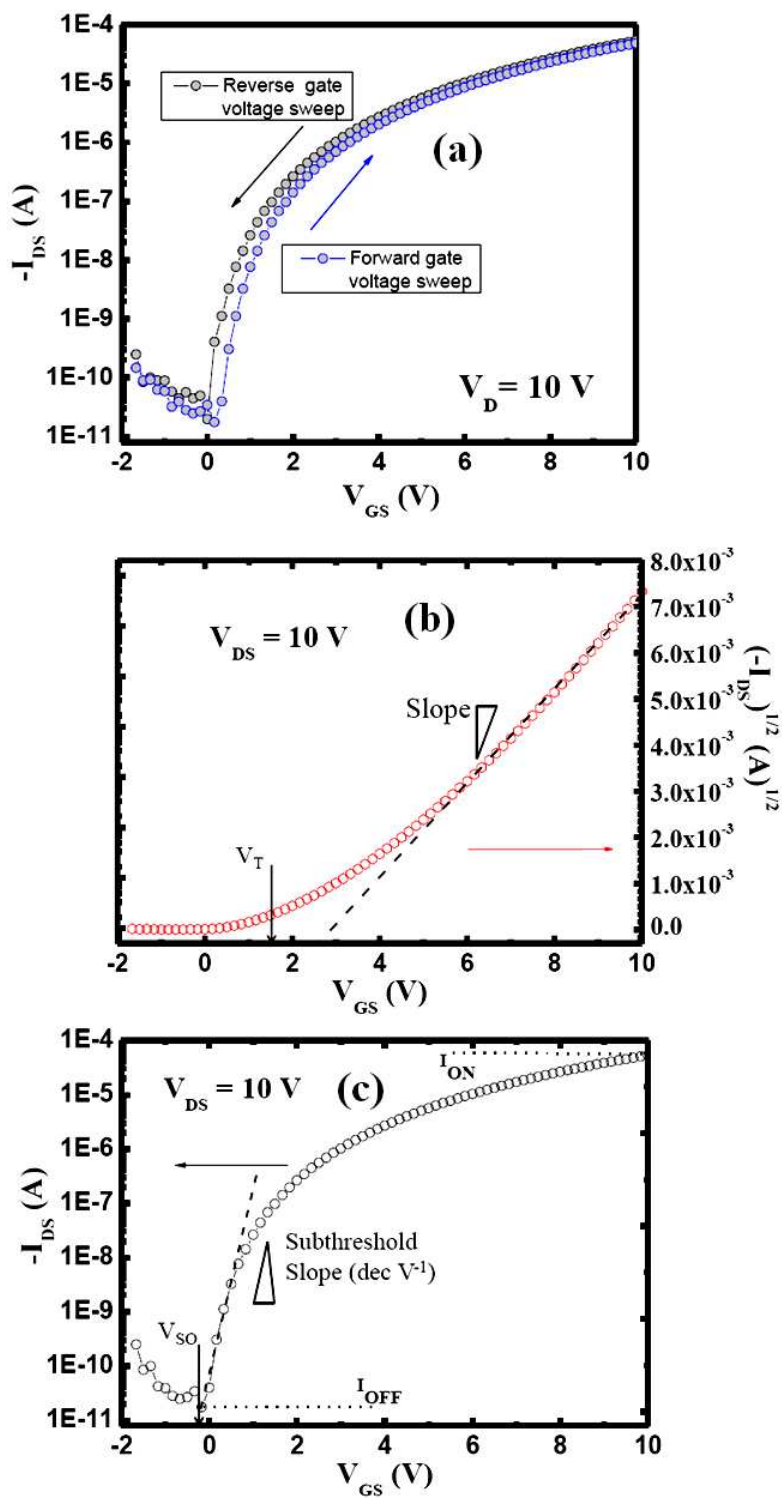 1E-4
1E-5
1E-6
1E-7
1E-8
1E-9
1E-10
1E-11
-I_DS (A)
Reverse gate
voltage sweep
(a)
Forward gate
voltage sweep
V_D = 10 V
-2 0 2 4 6 8 10
V_GS (V)
V_DS = 10 V
(b)
Slope
V_T
8.0x10^-3
7.0x10^-3
6.0x10^-3
5.0x10^-3
4.0x10^-3
3.0x10^-3
2.0x10^-3
1.0x10^-3
0.0
(-I_DS)^1/2 (A)^1/2
-2 0 2 4 6 8 10
V_GS (V)
1E-4
1E-5
1E-6
1E-7
1E-8
1E-9
1E-10
1E-11
-I_DS (A)
V_DS = 10 V
(c)
I_ON
Subthreshold
Slope (dec V^-1)
V_SO
I_OFF
-2 0 2 4 6 8 10
V_GS (V)